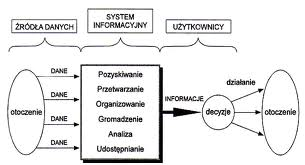 ŹRÓDŁA DANYCH
SYSTEM
INFORMACYJNY
UŻYTKOWNICY
otoczenie
DANE
DANE
DANE
DANE
Pozyskiwanie
Przetwarzanie
Organizowanie
Gromadzenie
Analiza
Udostępnianie
INFORMACJE
decyzje
działanie
otoczenie